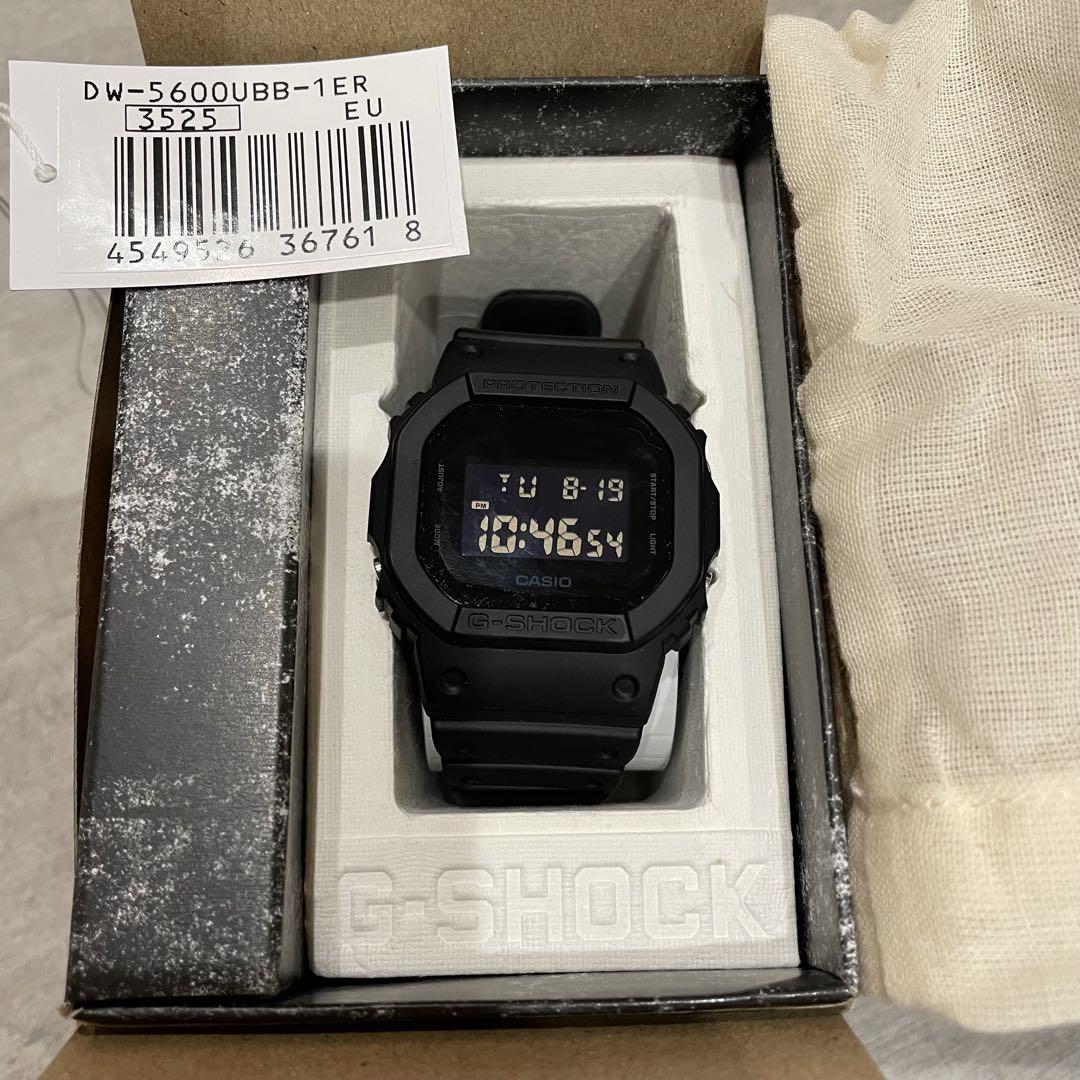 DW-5600UBB-1ER
3525 EU
4549526 36761 8
PROTECTION
ADJUST
START/STOP
TU 8-19
PM
10:46 54
MODE
LIGHT
CASIO
G-SHOCK
G-SHOCK